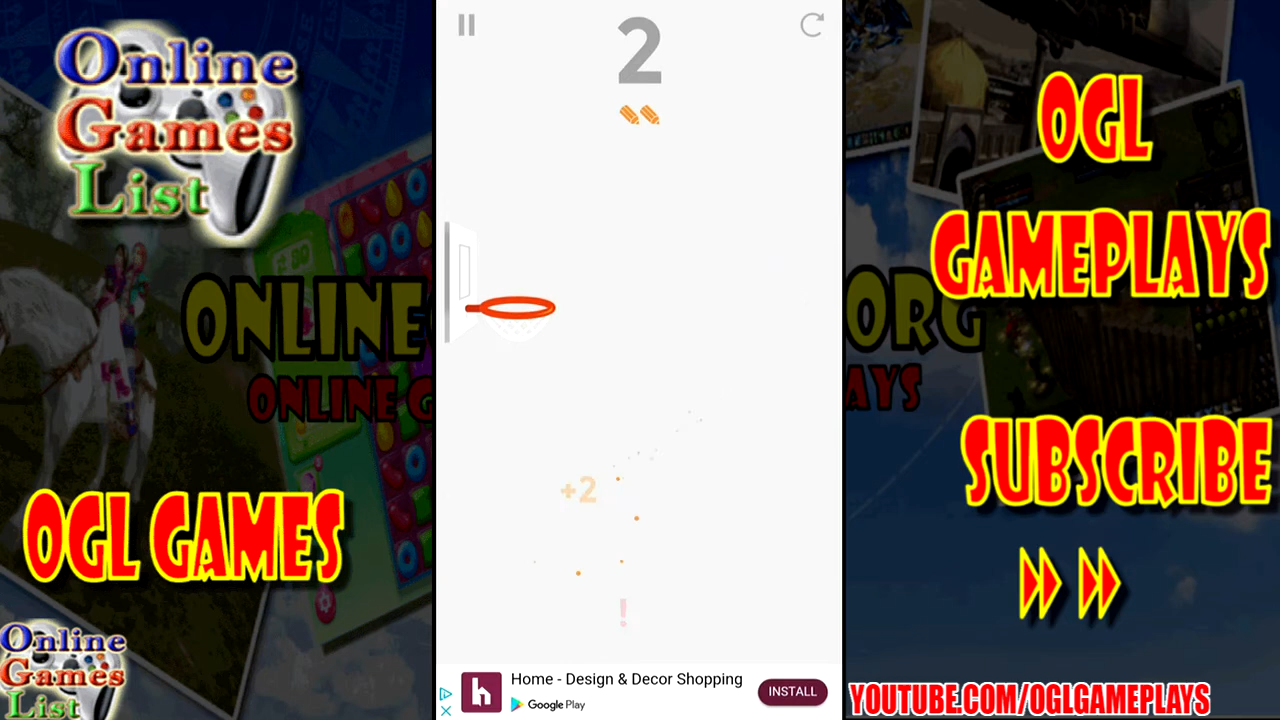 Online
Games
List
ONLINE
ONLINE G
OGL GAMES
Online
Games
List
2
+2
!
Home - Design & Decor Shopping
Google Play
INSTALL
h
OGL
GAMEPLAYS
ORG
AYS
SUBSCRIBE
YOUTUBE.COM/OGLGAMEPLAYS